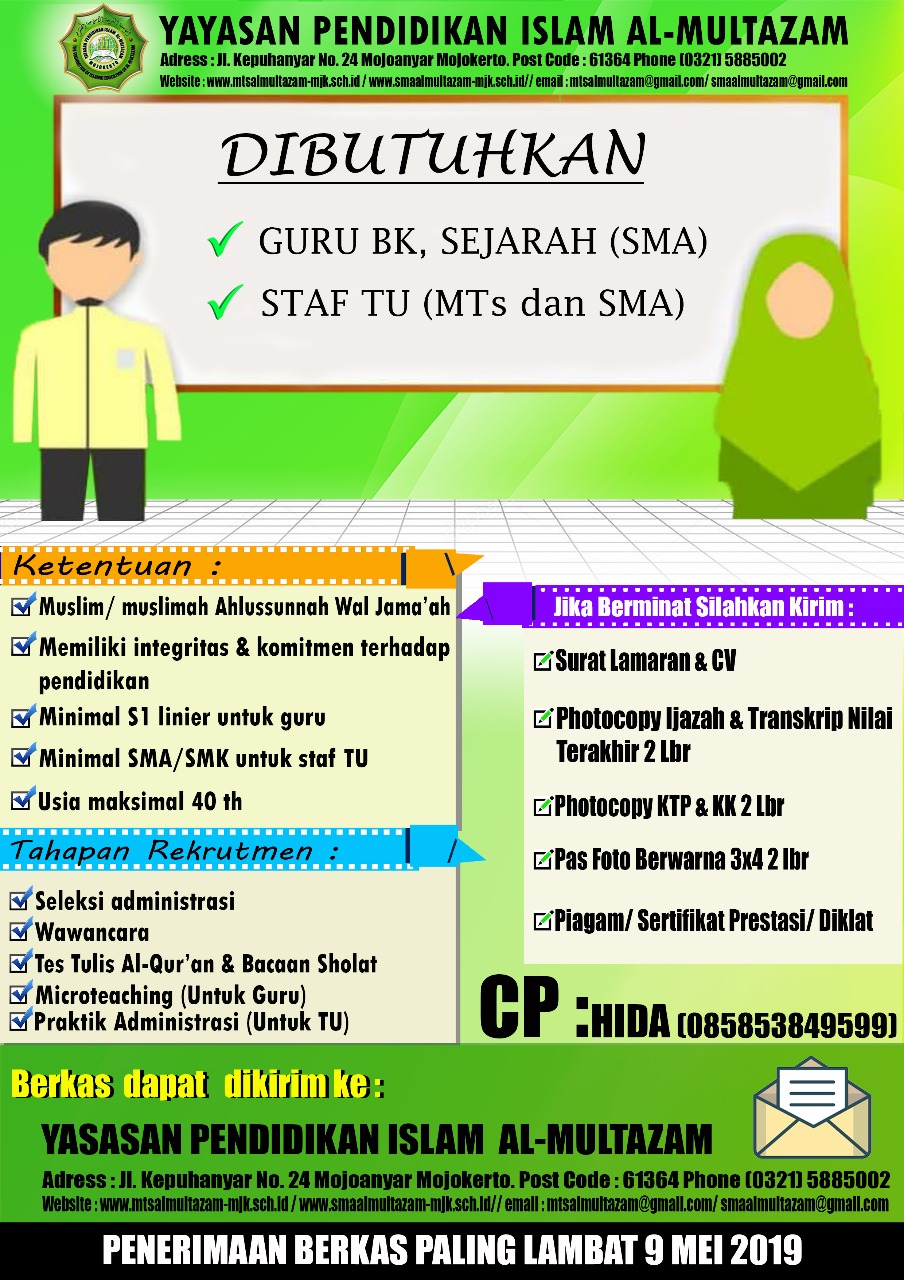 YAYASAN PENDIDIKAN ISLAM AL-MULTAZAM
Adress : Jl. Kepuhanyar No. 24 Mojoanyar Mojokerto. Post Code : 61364 Phone (0321) 5885002
Website : www.mtsalmultazam-mjk.sch.id / www.smaalmultazam-mjk.sch.id// email : mtsalmultazam@gmail.com/ smaalmultazam@gmail.com
DIBUTUHKAN
GURU BK, SEJARAH (SMA)
STAF TU (MTs dan SMA)
Ketentuan :
Muslim/ muslimah Ahlussunnah Wal Jama'ah
Memiliki integritas & komitmen terhadap
pendidikan
Minimal S1 linier untuk guru
Minimal SMA/SMK untuk staf TU
Usia maksimal 40 th
Tahapan Rekrutmen :
Seleksi administrasi
Wawancara
Tes Tulis Al-Qur'an & Bacaan Sholat
Microteaching (Untuk Guru)
Praktik Administrasi (Untuk TU)
Jika Berminat Silahkan Kirim :
Surat Lamaran & CV
Photocopy Ijazah & Transkrip Nilai
Terakhir 2 Lbr
Photocopy KTP & KK 2 Lbr
Pas Foto Berwarna 3x4 2 lbr
Piagam/ Sertifikat Prestasi/ Diklat
CP : HIDA (085853849599)
Berkas dapat dikirim ke :
YASASAN PENDIDIKAN ISLAM AL-MULTAZAM
Adress : Jl. Kepuhanyar No. 24 Mojoanyar Mojokerto. Post Code : 61364 Phone (0321) 5885002
Website : www.mtsalmultazam-mjk.sch.id / www.smaalmultazam-mjk.sch.id// email : mtsalmultazam@gmail.com/ smaalmultazam@gmail.com
PENERIMAAN BERKAS PALING LAMBAT 9 MEI 2019